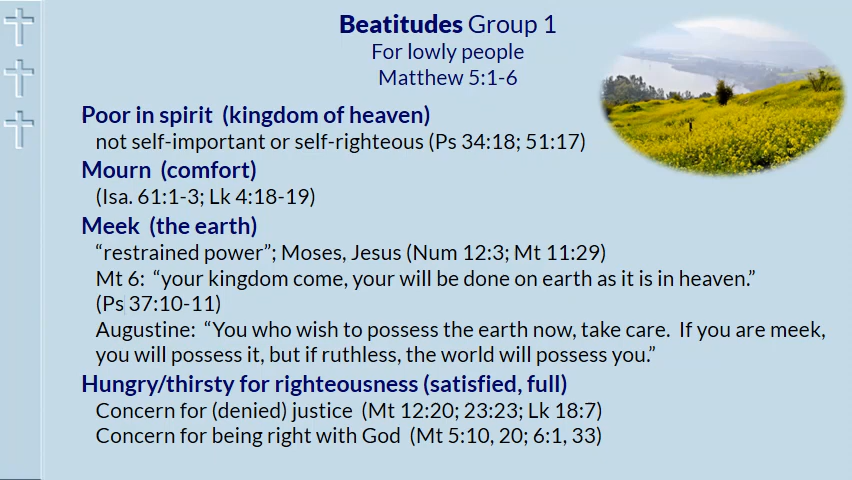 Beatitudes Group 1
For lowly people
Matthew 5:1-6
Poor in spirit (kingdom of heaven)
not self-important or self-righteous (Ps 34:18; 51:17)
Mourn (comfort)
(Isa. 61:1-3; Lk 4:18-19)
Meek (the earth)
“restrained power”; Moses, Jesus (Num 12:3; Mt 11:29)
Mt 6: “your kingdom come, your will be done on earth as it is in heaven.”
(Ps 37:10-11)
Augustine: “You who wish to possess the earth now, take care. If you are meek,
you will possess it, but if ruthless, the world will possess you.”
Hungry/thirsty for righteousness (satisfied, full)
Concern for (denied) justice (Mt 12:20; 23:23; Lk 18:7)
Concern for being right with God (Mt 5:10, 20; 6:1, 33)